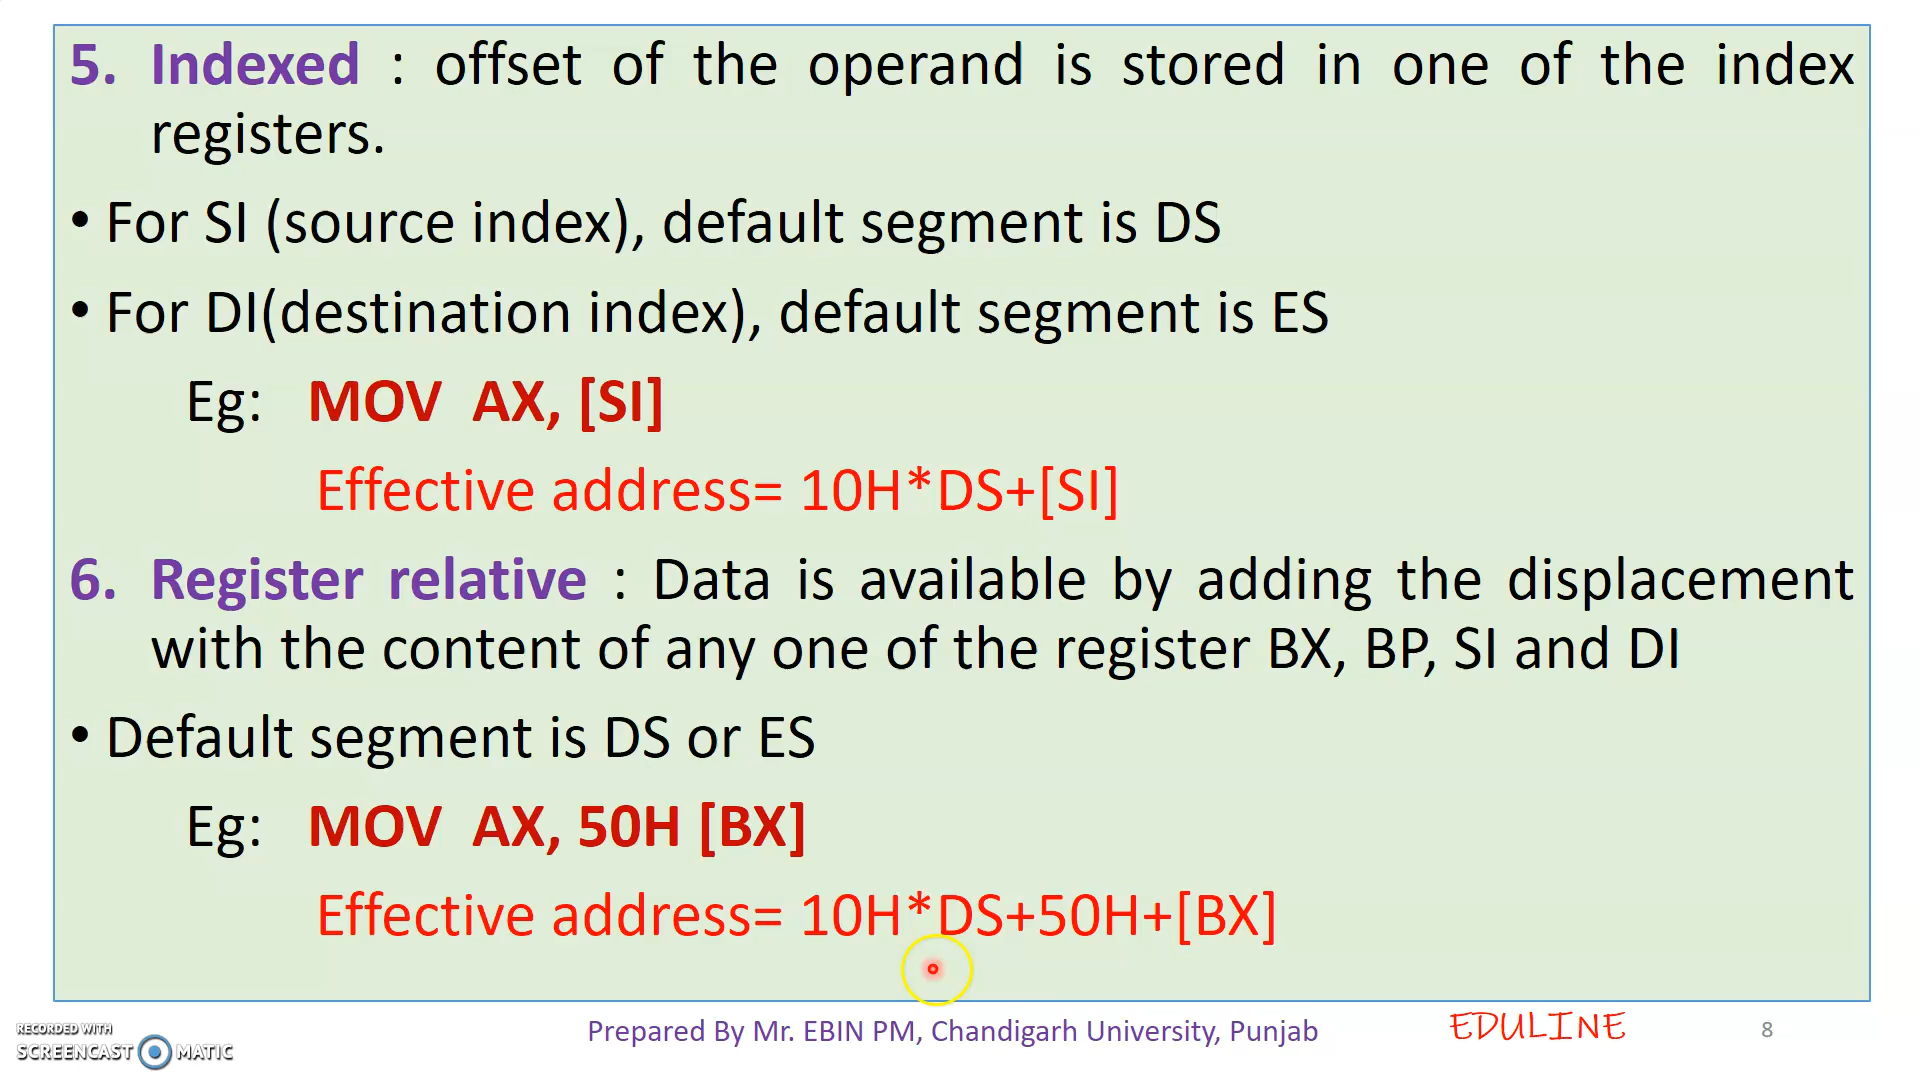 5. Indexed : offset of the operand is stored in one of the index
registers.
• For SI (source index), default segment is DS
• For DI(destination index), default segment is ES
Eg: MOV AX, [SI]
Effective address= 10H*DS+[SI]
6. Register relative : Data is available by adding the displacement
with the content of any one of the register BX, BP, SI and DI
• Default segment is DS or ES
Eg: MOV AX, 50H [BX]
Effective address= 10H*DS+50H+[BX]
RECORDED WITH
SCREENCAST MATIC
Prepared By Mr. EBIN PM, Chandigarh University, Punjab
EDULINE
8